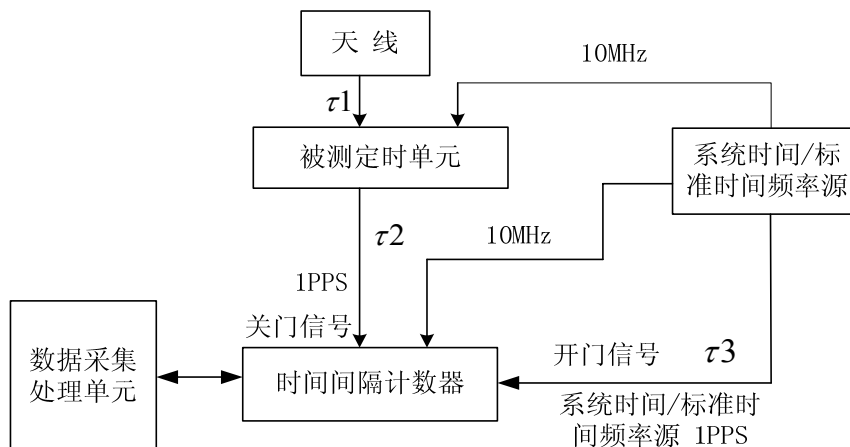 天 线
10MHz
τ1
被测定时单元
系统时间/标
准时间频率源
τ2
10MHz
1PPS
关门信号
数据采集
处理单元
时间间隔计数器
开门信号
τ3
系统时间/标准时
间频率源 1PPS